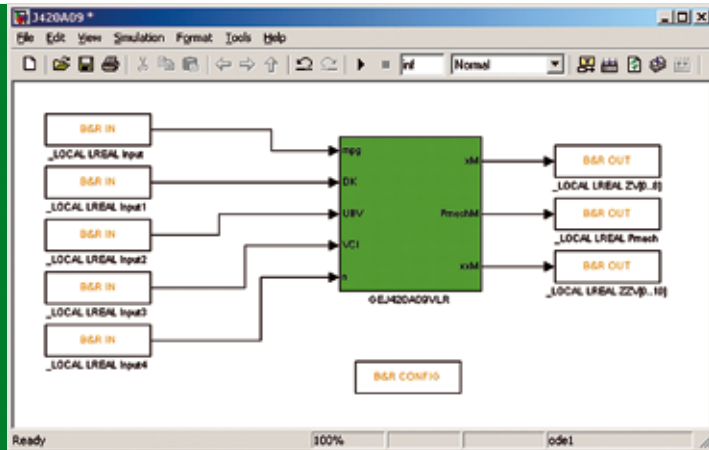 J420A09 *
File Edit View Simulation Format Tools Help
inf Normal
B&R IN
_LOCAL LREAL Input
B&R IN
_LOCAL LREAL Input1
B&R IN
_LOCAL LREAL Input2
B&R IN
_LOCAL LREAL Input3
B&R IN
_LOCAL LREAL Input4
mpg
DK
UBV
VCI
n
xM
PmechM
xxM
GEJ420A09VLR
B&R OUT
_LOCAL LREAL ZV[0..8]
B&R OUT
_LOCAL LREAL Pmech
B&R OUT
_LOCAL LREAL ZZV[0..18]
B&R CONFIG
Ready 100% ode1